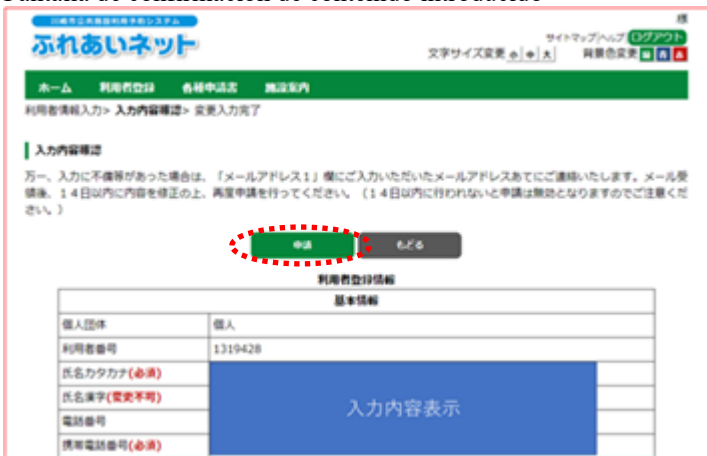 Pantalla de confirmación de contenido introducido
川崎市公共施設利用予約システム
ふれあいネット
様
サイトマップ/ヘルプ ログアウト
文字サイズ変更 小 中 大 背景色変更
ホーム 利用者登録 各種申請書 施設案内
利用者情報入力> 入力内容確認> 変更入力完了
入力内容確認
万一、入力に不備等があった場合は、「メールアドレス1」欄にご入力いただいたメールアドレスあてにご連絡いたします。メール受
領後、14日以内に内容を修正の上、再度申請を行ってください。（14日以内に行われないと申請は無効となりますのでご注意くだ
さい。）
申請 もどる
利用者登録情報
基本情報
個人団体 個人
利用者番号 1319428
氏名カタカナ(必須)
氏名漢字(変更不可)
入力内容表示
電話番号
携帯電話番号(必須)